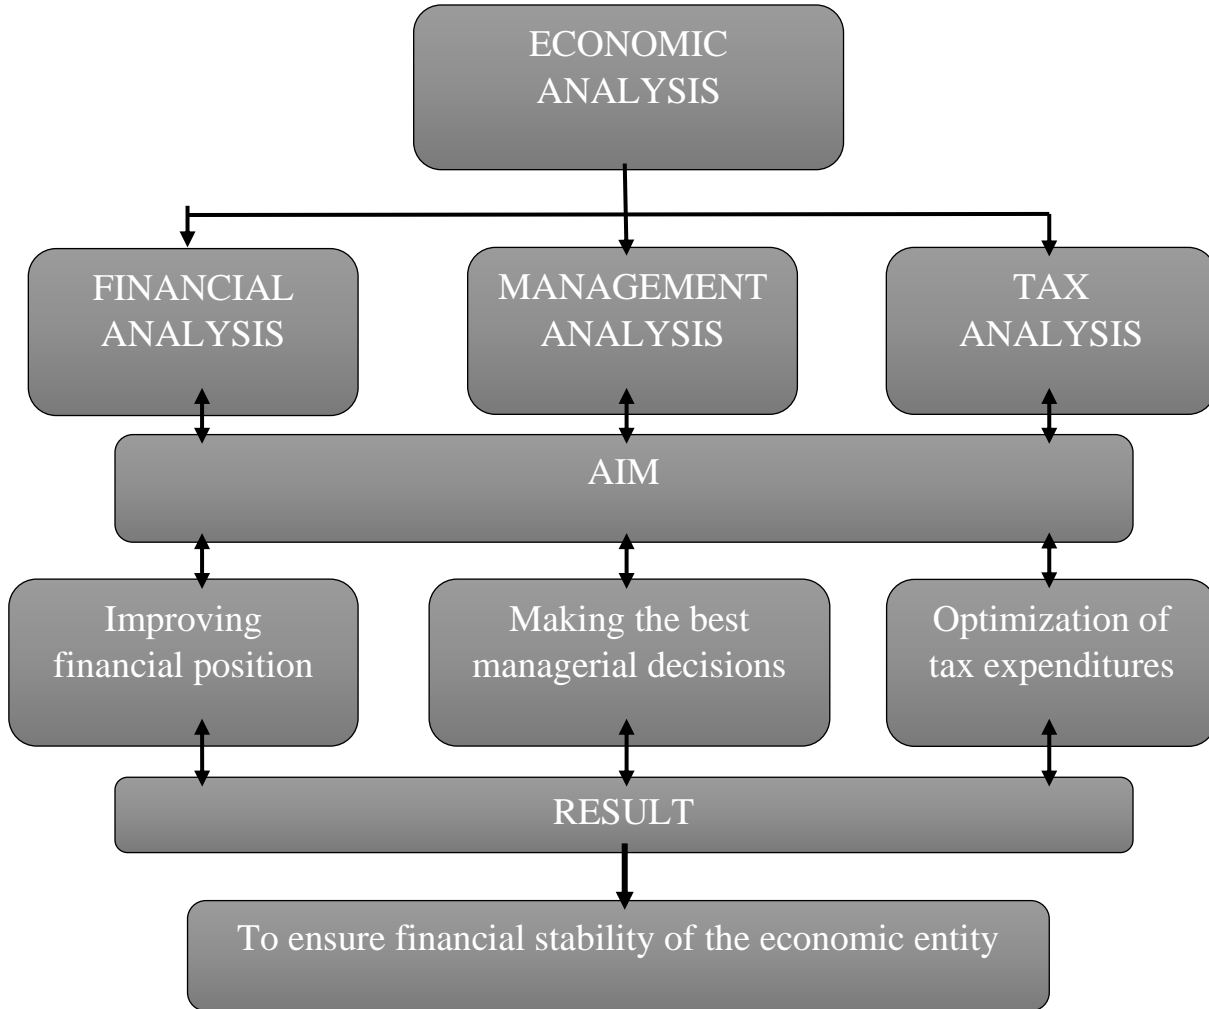 ECONOMIC
ANALYSIS
FINANCIAL
ANALYSIS
MANAGEMENT
ANALYSIS
TAX
ANALYSIS
AIM
Improving
financial position
Making the best
managerial decisions
Optimization of
tax expenditures
RESULT
To ensure financial stability of the economic entity